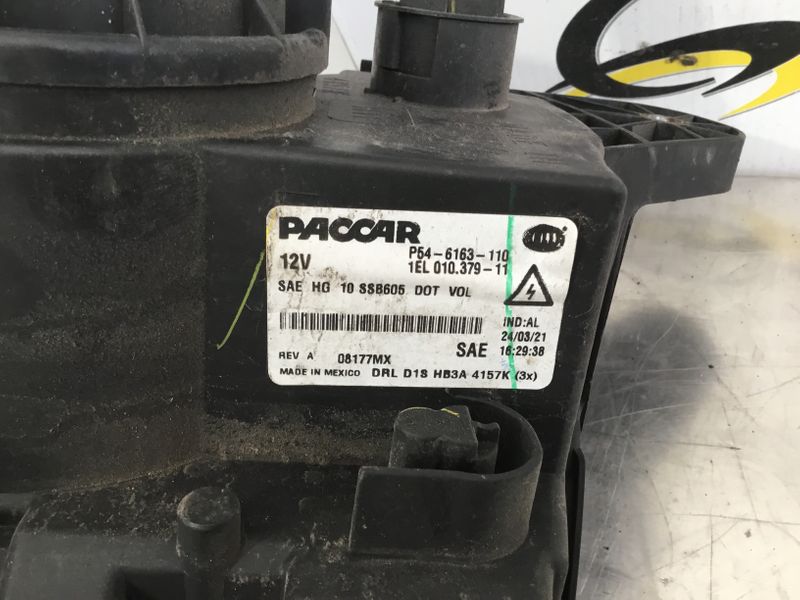 PACCAR
12V
P54-6163-110
1EL 010.379-11
SAE HG 10 SSB605 DOT VOL
IND:AL
24/03/21
16:29:38
SAE
REV A 08177MX
MADE IN MEXICO DRL D1S HB3A 4157K (3x)